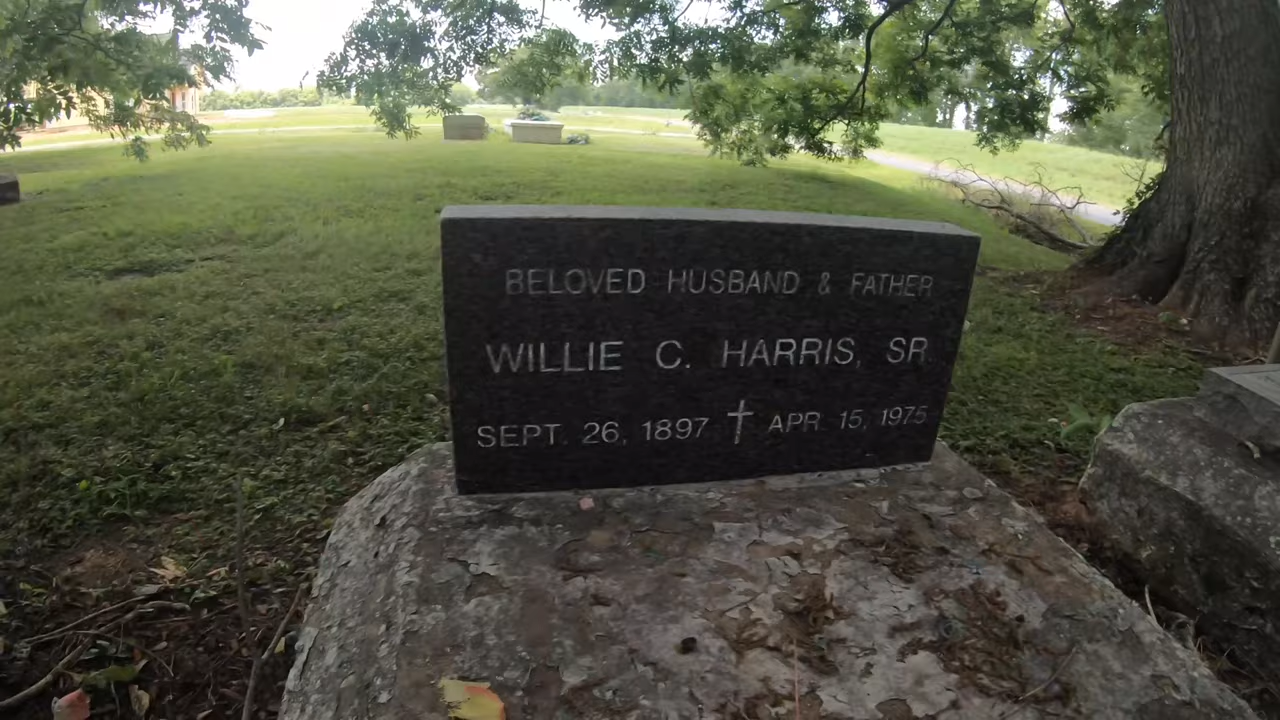 BELOVED HUSBAND & FATHER
WILLIE C. HARRIS, SR.
SEPT. 26, 1897 APR. 15, 1975